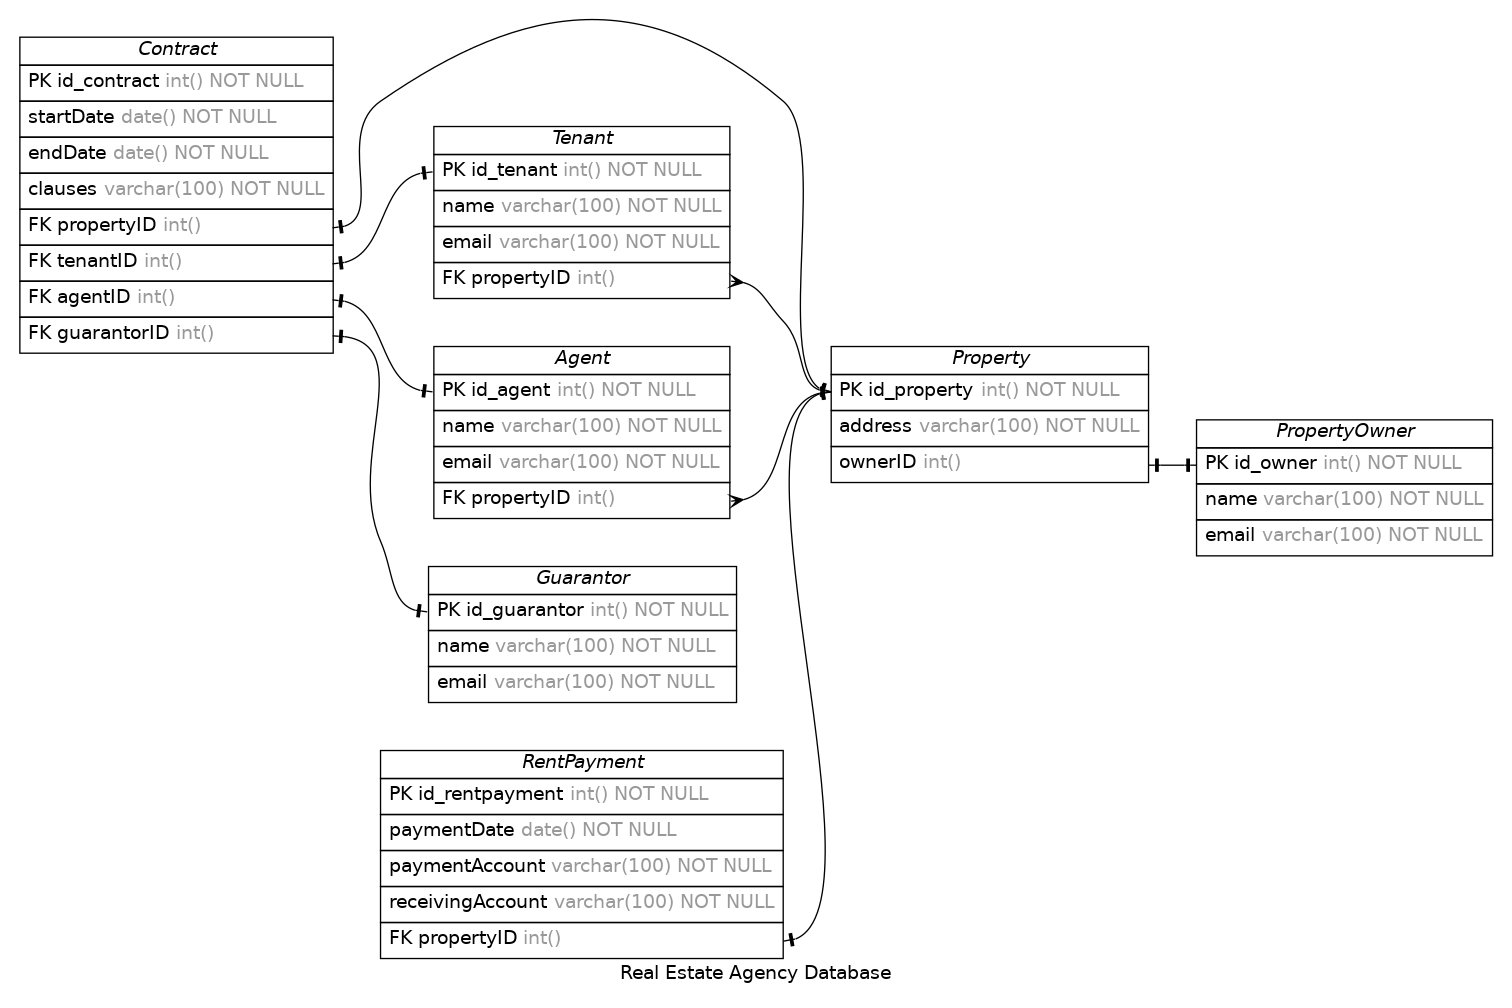 Contract
PK id_contract int() NOT NULL
startDate date() NOT NULL
endDate date() NOT NULL
clauses varchar(100) NOT NULL
FK propertyID int()
FK tenantID int()
FK agentID int()
FK guarantorID int()
Tenant
PK id_tenant int() NOT NULL
name varchar(100) NOT NULL
email varchar(100) NOT NULL
FK propertyID int()
Agent
PK id_agent int() NOT NULL
name varchar(100) NOT NULL
email varchar(100) NOT NULL
FK propertyID int()
Guarantor
PK id_guarantor int() NOT NULL
name varchar(100) NOT NULL
email varchar(100) NOT NULL
RentPayment
PK id_rentpayment int() NOT NULL
paymentDate date() NOT NULL
paymentAccount varchar(100) NOT NULL
receivingAccount varchar(100) NOT NULL
FK propertyID int()
Property
PK id_property int() NOT NULL
address varchar(100) NOT NULL
ownerID int()
PropertyOwner
PK id_owner int() NOT NULL
name varchar(100) NOT NULL
email varchar(100) NOT NULL
Real Estate Agency Database